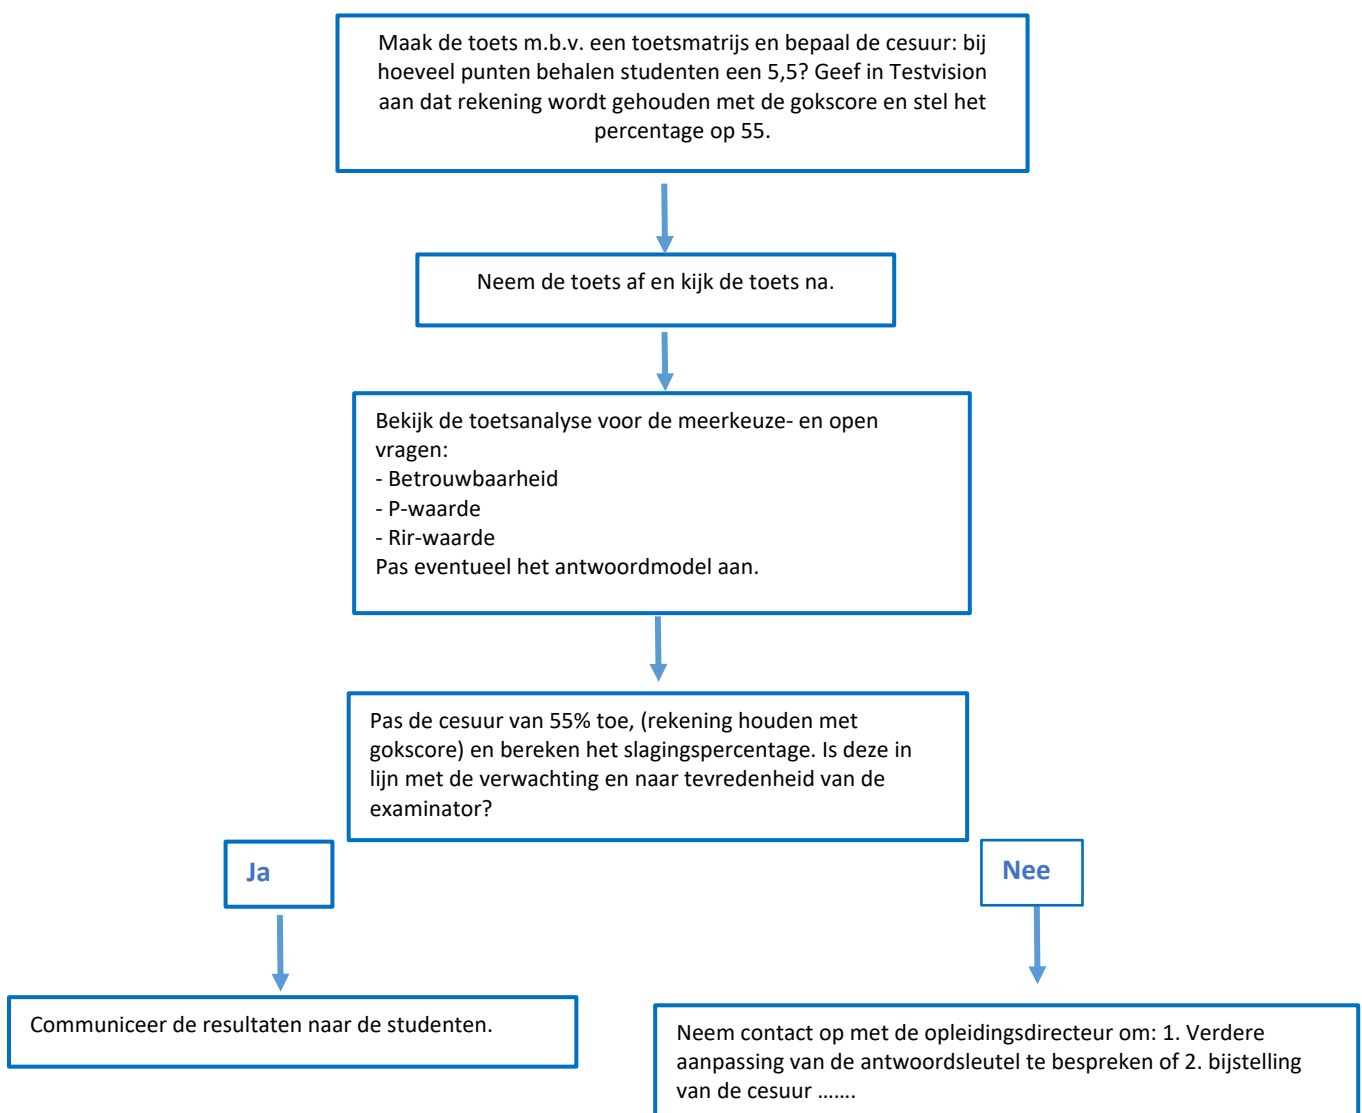 Maak de toets m.b.v. een toetsmatrijs en bepaal de cesuur: bij
hoeveel punten behalen studenten een 5,5? Geef in Testvision
aan dat rekening wordt gehouden met de gokscore en stel het
percentage op 55.
Neem de toets af en kijk de toets na.
Bekijk de toetsanalyse voor de meerkeuze- en open
vragen:
- Betrouwbaarheid
- P-waarde
- Rir-waarde
Pas eventueel het antwoordmodel aan.
Pas de cesuur van 55% toe, (rekening houden met
gokscore) en bereken het slagingspercentage. Is deze in
lijn met de verwachting en naar tevredenheid van de
examinator?
Ja
Nee
Communiceer de resultaten naar de studenten.
Neem contact op met de opleidingsdirecteur om: 1. Verdere
aanpassing van de antwoordsleutel te bespreken of 2. bijstelling
van de cesuur …….